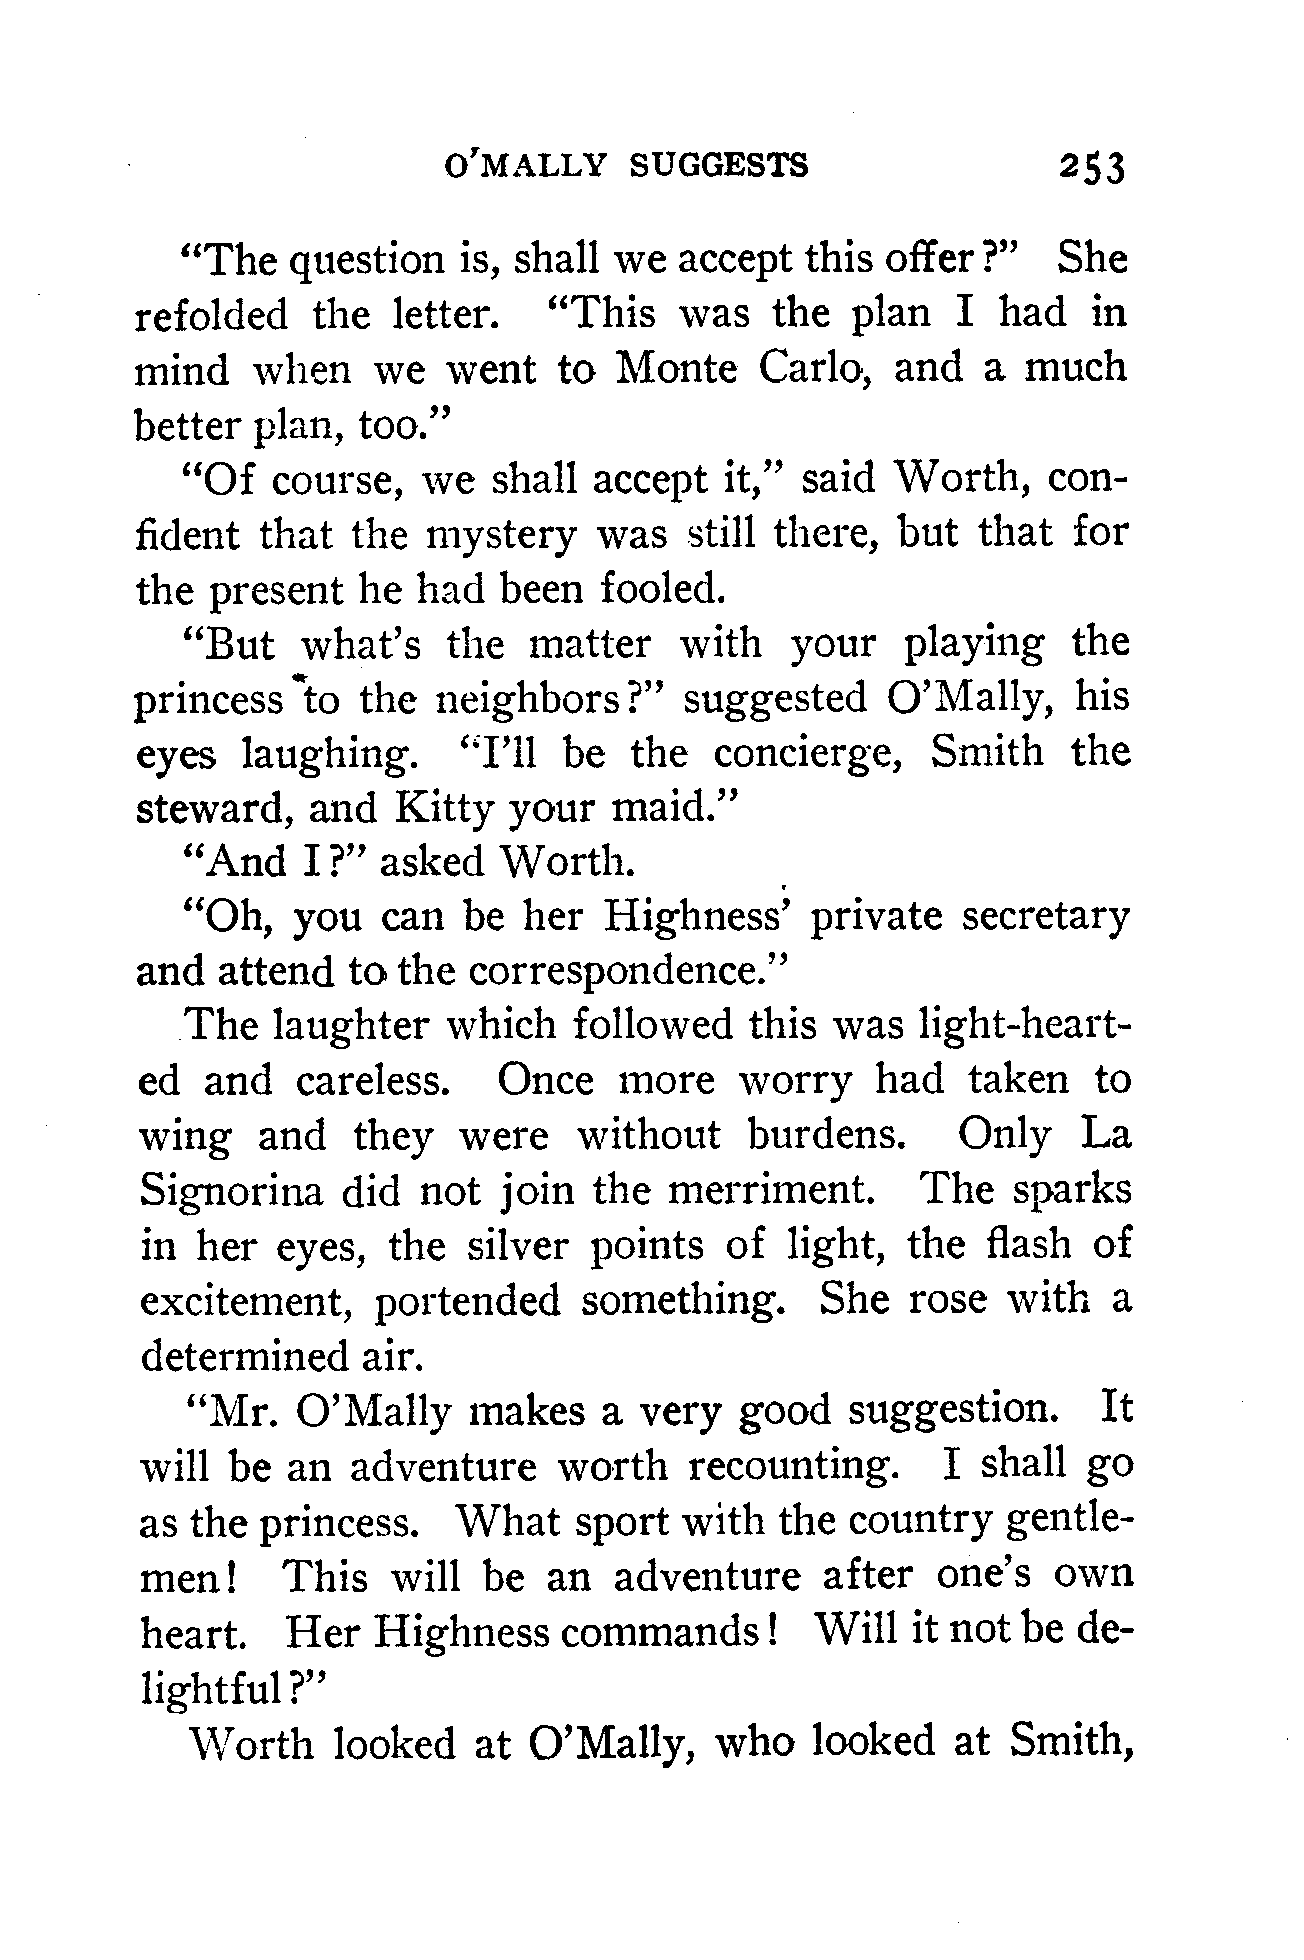 O'MALLY SUGGESTS 253
"The question is, shall we accept this offer?" She
refolded the letter. "This was the plan I had in
mind when we went to Monte Carlo, and a much
better plan, too."
"Of course, we shall accept it," said Worth, con-
fident that the mystery was still there, but that for
the present he had been fooled.
"But what's the matter with your playing the
princess to the neighbors?" suggested O'Mally, his
eyes laughing. "I'll be the concierge, Smith the
steward, and Kitty your maid."
"And I?" asked Worth.
"Oh, you can be her Highness' private secretary
and attend to the correspondence."
The laughter which followed this was light-heart-
ed and careless. Once more worry had taken to
wing and they were without burdens. Only La
Signorina did not join the merriment. The sparks
in her eyes, the silver points of light, the flash of
excitement, portended something. She rose with a
determined air.
"Mr. O'Mally makes a very good suggestion. It
will be an adventure worth recounting. I shall go
as the princess. What sport with the country gentle-
men! This will be an adventure after one's own
heart. Her Highness commands! Will it not be de-
lightful?"
Worth looked at O'Mally, who looked at Smith,